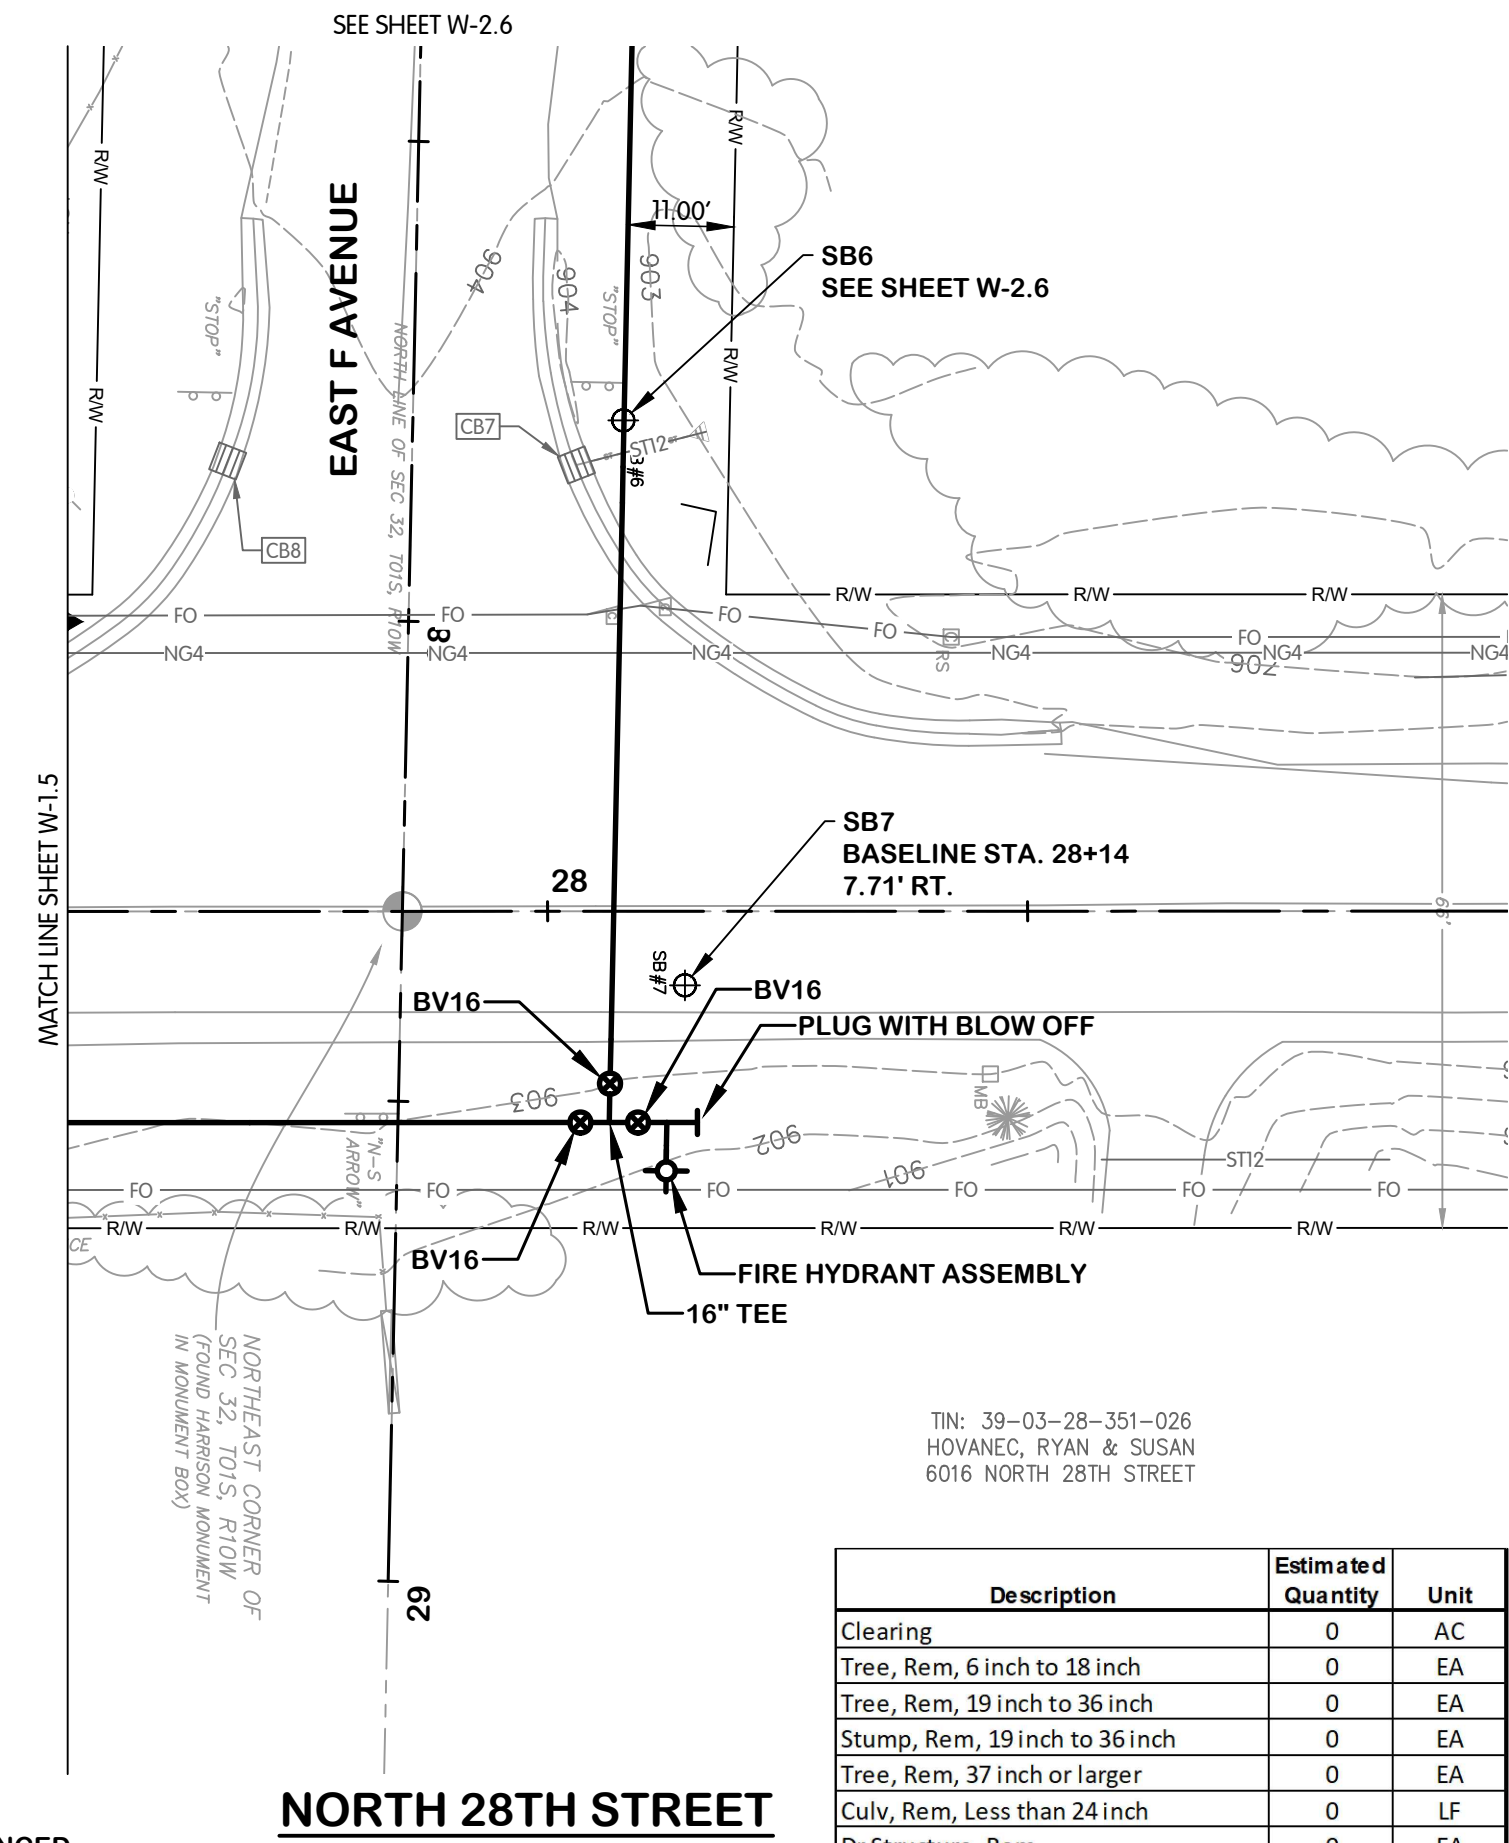 SEE SHEET W-2.6
R/W
R/W
R/W
R/W
EAST F AVENUE
NORTH LINE OF SEC 32, T01S, R10W
"STOP"
"STOP"
904
904
903
11.00'
SB6
SEE SHEET W-2.6
CB7
CB8
ST12
FO
FO
FO
FO
FO
R/W
R/W
R/W
8
NG4
NG4
NG4
NG4
NG4
NG4
C
C
C
RS
902
MATCH LINE SHEET W-1.5
28
SB7
BASELINE STA. 28+14
7.71' RT.
SB#7
66'
BV16
BV16
PLUG WITH BLOW OFF
903
902
901
MB
"N-S
ARROW"
ST12
FO
FO
FO
FO
FO
FO
R/W
R/W
R/W
R/W
R/W
R/W
CE
BV16
FIRE HYDRANT ASSEMBLY
16" TEE
NORTHEAST CORNER OF
SEC 32, T01S, R10W
(FOUND HARRISON MONUMENT
IN MONUMENT BOX)
TIN: 39-03-28-351-026
HOVANEC, RYAN & SUSAN
6016 NORTH 28TH STREET
29
Description Estimated Quantity Unit
Clearing 0 AC
Tree, Rem, 6 inch to 18 inch 0 EA
Tree, Rem, 19 inch to 36 inch 0 EA
Stump, Rem, 19 inch to 36 inch 0 EA
Tree, Rem, 37 inch or larger 0 EA
Culv, Rem, Less than 24 inch 0 LF
NORTH 28TH STREET